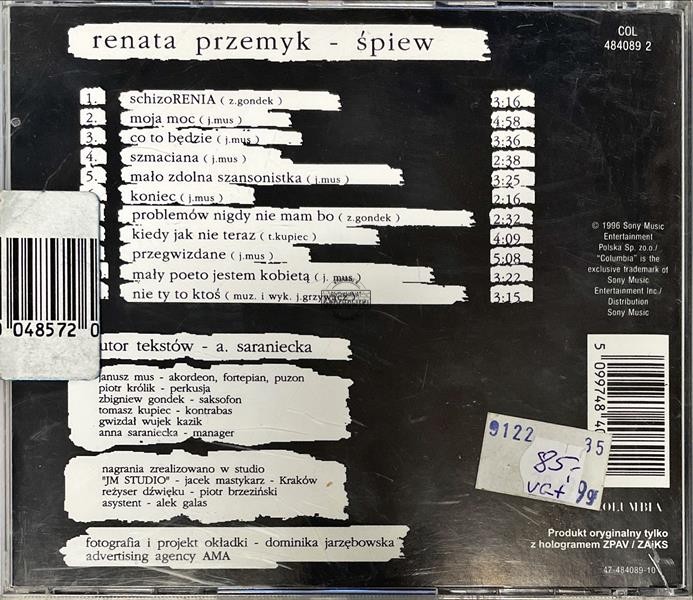 COL
484089 2
renata przemyk - śpiew
1. schizoRENIA ( z.gondek ) 3:16
2. moja moc ( j.mus ) 4:58
3. co to będzie ( j.mus ) 3:36
4. szmaciana ( j.mus ) 2:38
5. mało zdolna szansonistka ( j.mus ) 3:25
koniec ( j.mus ) 2:16
problemów nigdy nie mam bo ( z.gondek ) 2:32
kiedy jak nie teraz ( t.kupiec ) 4:09
przegwizdane ( j.mus ) 5:08
mały poeto jestem kobietą ( j. mus ) 3:22
nie ty to ktoś ( muz. i wyk. j.grzywacz ) 3:15
© 1996 Sony Music
Entertainment
Polska Sp. zo.o./
"Columbia" is the
exclusive trademark of
Sony Music
Entertainment Inc./
Distribution
Sony Music
0 048572 0
utor tekstów - a. saraniecka
janusz mus - akordeon, fortepian, puzon
piotr królik - perkusja
zbigniew gondek - saksofon
tomasz kupiec - kontrabas
gwizdał wujek kazik
anna saraniecka - manager
nagrania zrealizowano w studio
"JM STUDIO" - jacek mastykarz - Kraków
reżyser dźwięku - piotr brzeziński
asystent - alek galas
fotografia i projekt okładki - dominika jarzębowska
advertising agency AMA
5 099748 40
9122 35
85,-
vat 99
OLUMBIA
Produkt oryginalny tylko
z hologramem ZPAV / ZAiKS
47-484089-10